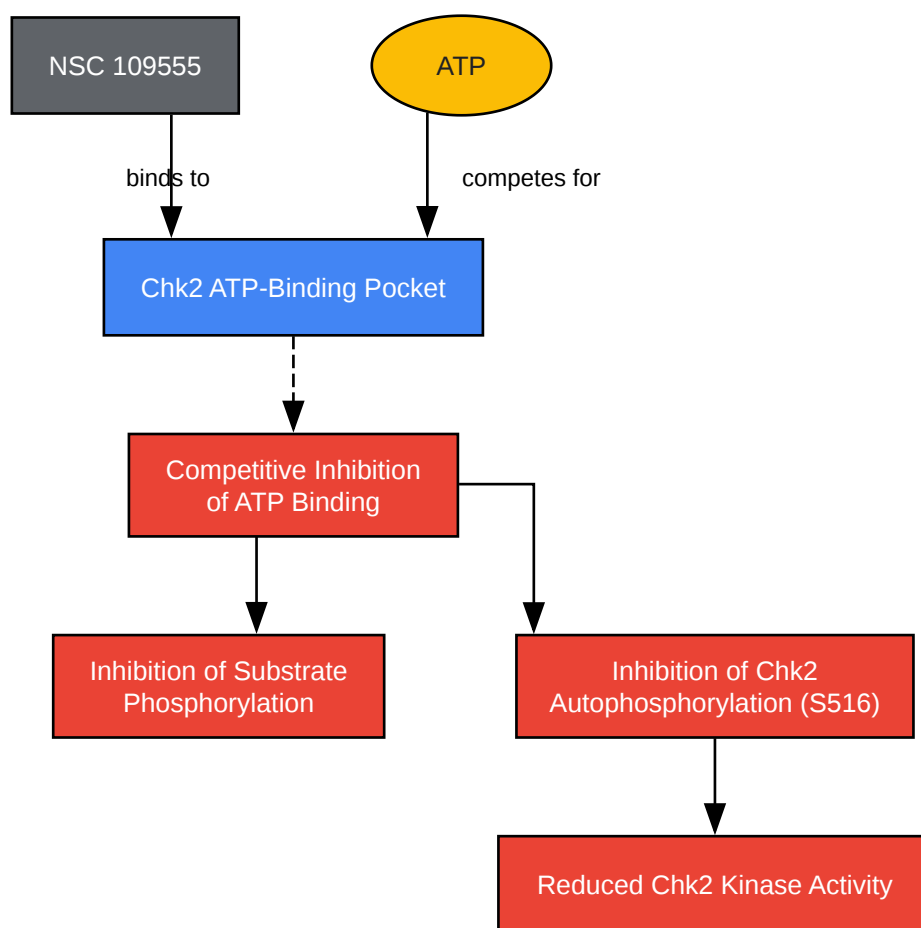 NSC 109555
ATP
binds to
competes for
Chk2 ATP-Binding Pocket
Competitive Inhibition
of ATP Binding
Inhibition of Substrate
Phosphorylation
Inhibition of Chk2
Autophosphorylation (S516)
Reduced Chk2 Kinase Activity